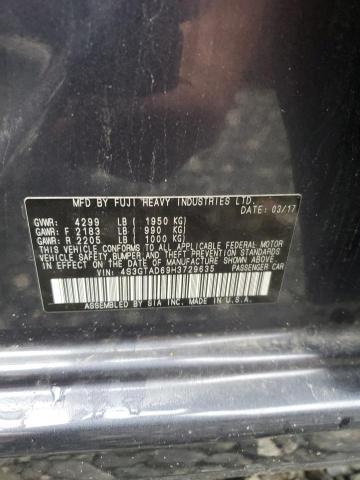 MFD BY FUJI HEAVY INDUSTRIES LTD.
DATE: 03/17
GVWR: 4299 LB ( 1950 KG)
GAWR: F 2183 LB ( 990 KG)
GAWR: R 2205 LB ( 1000 KG)
THIS VEHICLE CONFORMS TO ALL APPLICABLE FEDERAL MOTOR
VEHICLE SAFETY, BUMPER, AND THEFT PREVENTION STANDARDS
IN EFFECT ON THE DATE OF MANUFACTURE SHOWN ABOVE.
VIN: 4S3GTAD69H3729635 PASSENGER CAR
ASSEMBLED BY SIA INC. MADE IN U.S.A.